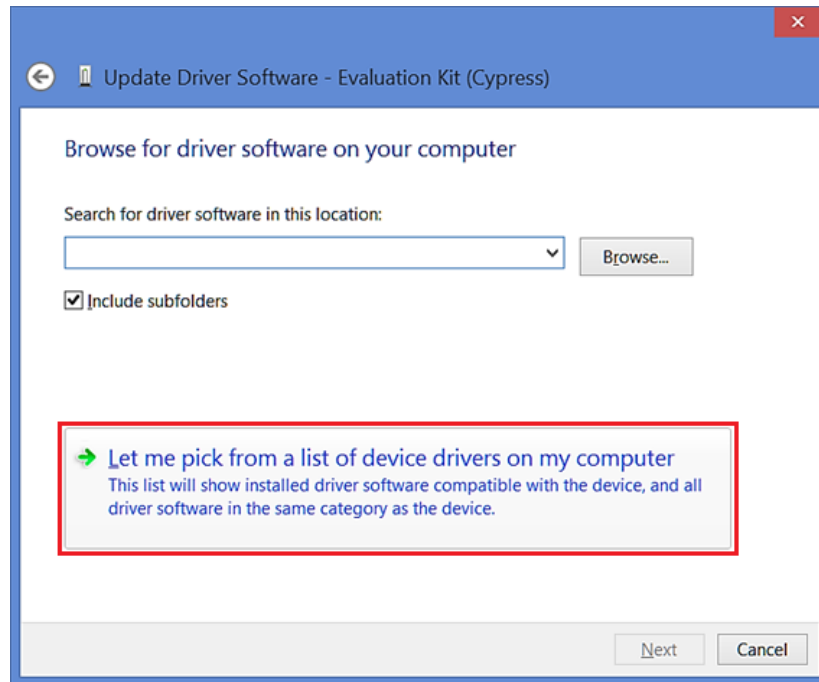 Update Driver Software - Evaluation Kit (Cypress)
Browse for driver software on your computer
Search for driver software in this location:
Browse...
Include subfolders
Let me pick from a list of device drivers on my computer
This list will show installed driver software compatible with the device, and all
driver software in the same category as the device.
Next
Cancel